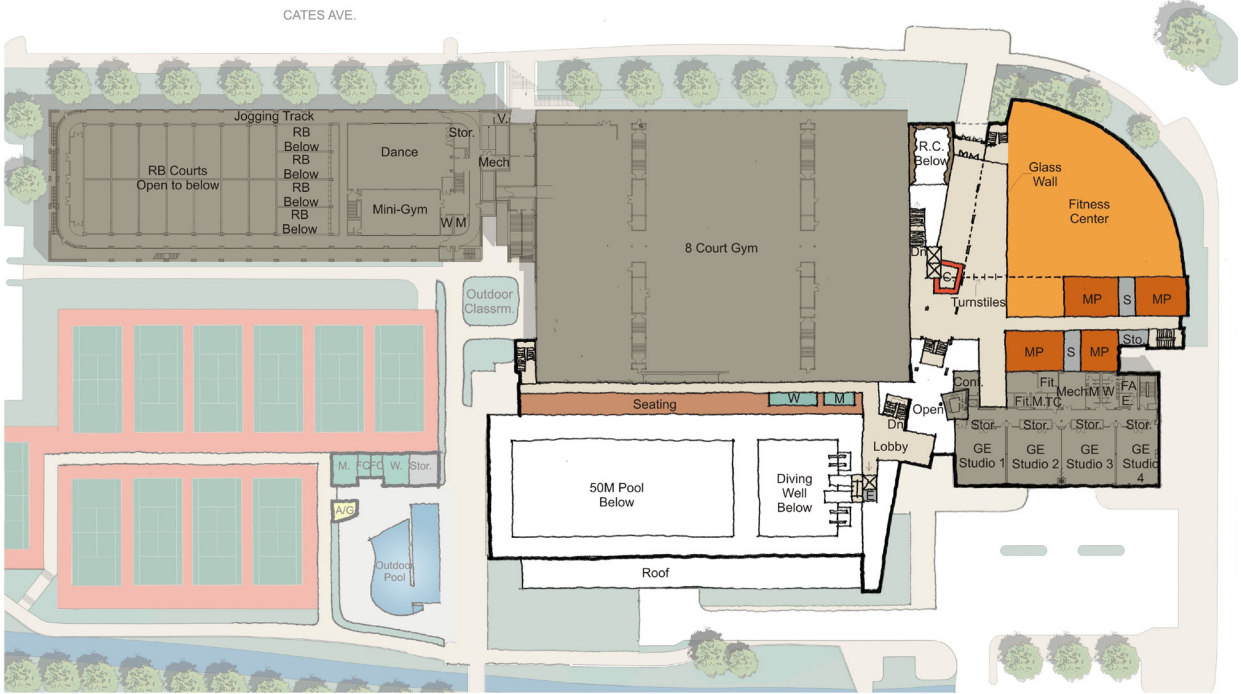 CATES AVE.
Jogging Track
RB
Below
RB
Below
RB
Below
RB
Below
RB Courts
Open to below
Dance
Mini-Gym
Stor.
V.
Mech
W M
8 Court Gym
R.C.
Below
Glass
Wall
Fitness
Center
Dn
C.
Turnstiles
MP
S
MP
MP
S
MP
Sto.
Outdoor
Classrm.
Conf.
Fit.
Mech
M W
FA
E.
Fit.
M.
TC
Stor.
Stor.
Stor.
Stor.
GE
Studio 1
GE
Studio 2
GE
Studio 3
GE
Studio
4
Seating
W
M
Open
Dn
Lobby
E
50M Pool
Below
Diving
Well
Below
Roof
M.
FC
FC
W.
Stor.
A/G
Outdoor
Pool